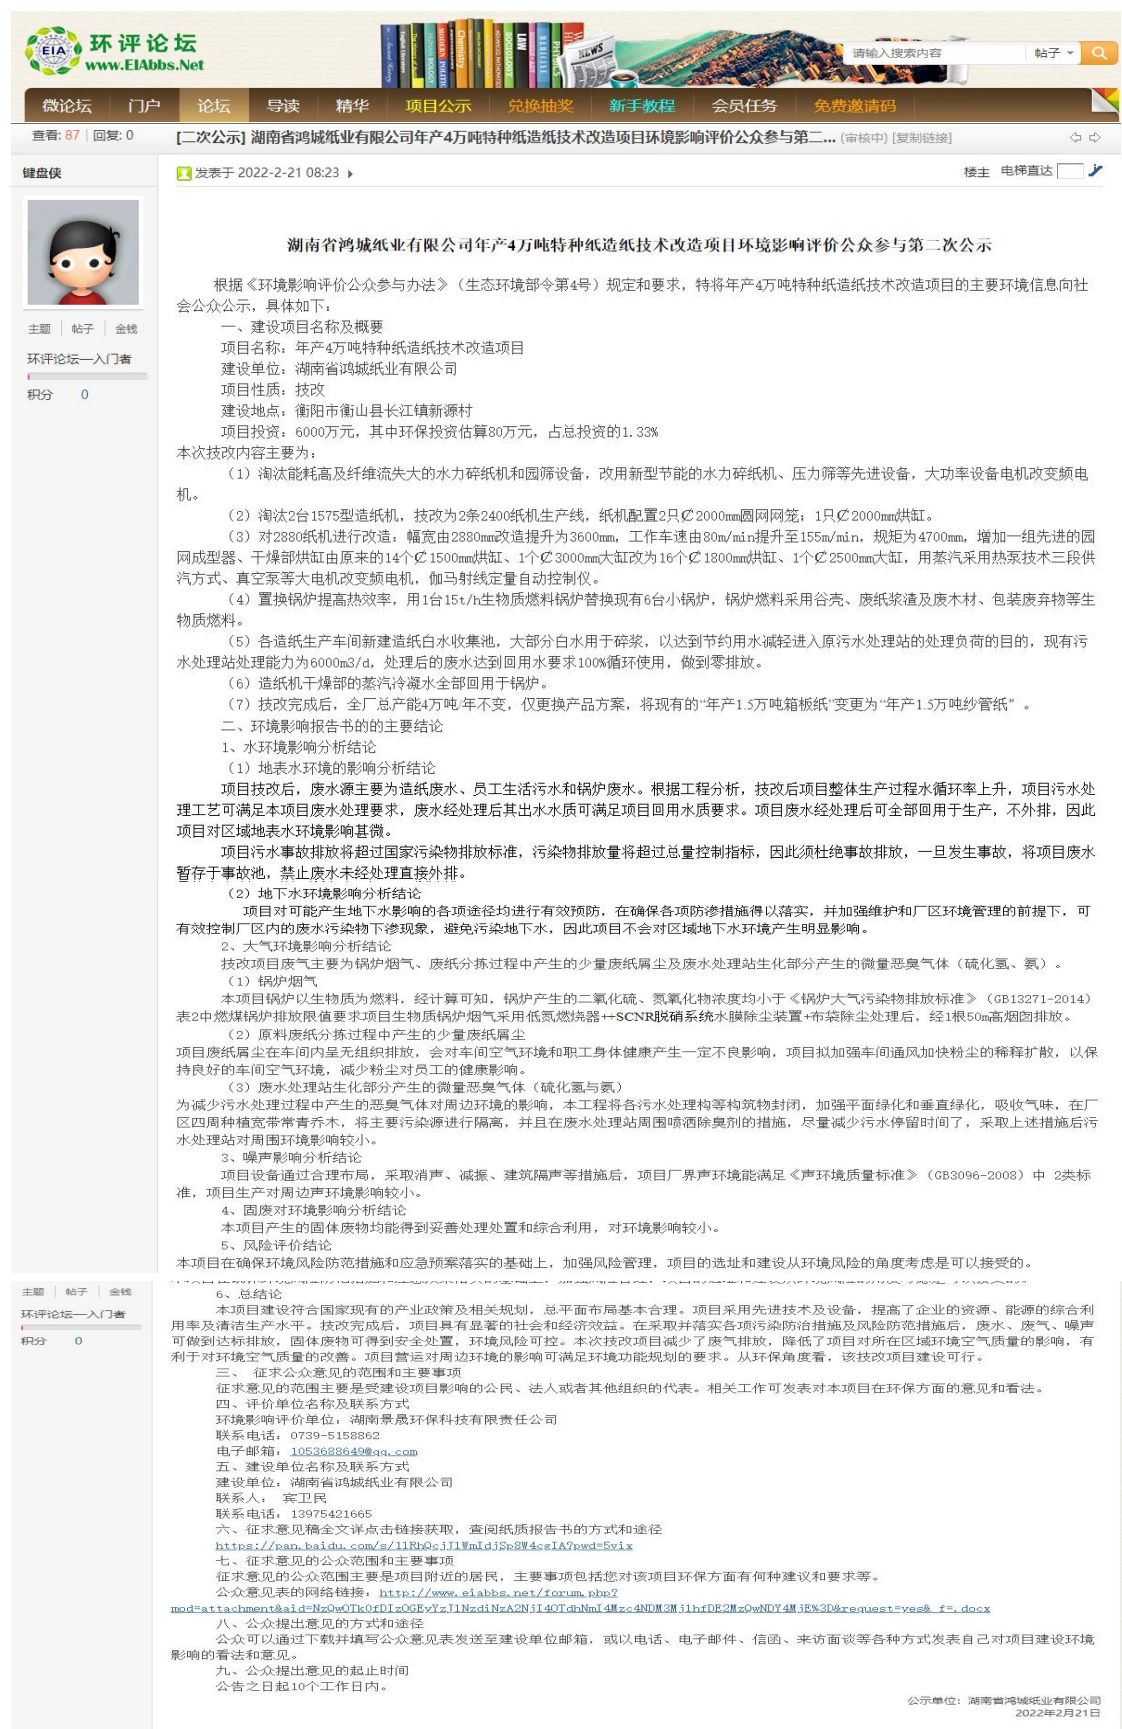 环评论坛
www.EIAbbs.Net
EIA
请输入搜索内容
帖子
微论坛 门户 论坛 导读 精华 项目公示 兑换抽奖 新手教程 会员任务 免费邀请码
查看: 87 回复: 0
[二次公示] 湖南省鸿城纸业有限公司年产4万吨特种纸造纸技术改造项目环境影响评价公众参与第二... (审核中) [复制链接]
键盘侠
发表于 2022-2-21 08:23
楼主 电梯直达
湖南省鸿城纸业有限公司年产4万吨特种纸造纸技术改造项目环境影响评价公众参与第二次公示
根据《环境影响评价公众参与办法》（生态环境部令第4号）规定和要求，特将年产4万吨特种纸造纸技术改造项目的主要环境信息向社
会公众公示，具体如下：
一、建设项目名称及概要
主题 帖子 金钱
项目名称：年产4万吨特种纸造纸技术改造项目
环评论坛—入门者
建设单位：湖南省鸿城纸业有限公司
项目性质：技改
积分 0
建设地点：衡阳市衡山县长江镇新源村
项目投资：6000万元，其中环保投资估算80万元，占总投资的1.33%
本次技改内容主要为：
（1）淘汰能耗高及纤维流失大的水力碎纸机和园筛设备，改用新型节能的水力碎纸机、压力筛等先进设备，大功率设备电机改变频电
机。
（2）淘汰2台1575型造纸机，技改为2条2400纸机生产线，纸机配置2只₡2000mm圆网网笼；1只₡2000mm烘缸。
（3）对2880纸机进行改造：幅宽由2880mm改造提升为3600mm，工作车速由80m/min提升至155m/min，规矩为4700mm，增加一组先进的园
网成型器、干燥部烘缸由原来的14个₡1500mm烘缸、1个₡3000mm大缸改为16个₡1800mm烘缸、1个₡2500mm大缸，用蒸汽采用热泵技术三段供
汽方式、真空泵等大电机改变频电机，伽马射线定量自动控制仪。
（4）置换锅炉提高热效率，用1台15t/h生物质燃料锅炉替换现有6台小锅炉，锅炉燃料采用谷壳、废纸浆渣及废木材、包装废弃物等生
物质燃料。
（5）各造纸生产车间新建造纸白水收集池，大部分白水用于碎浆，以达到节约用水减轻进入原污水处理站的处理负荷的目的，现有污
水处理站处理能力为6000m3/d，处理后的废水达到回用水要求100%循环使用，做到零排放。
（6）造纸机干燥部的蒸汽冷凝水全部回用于锅炉。
（7）技改完成后，全厂总产能4万吨/年不变，仅更换产品方案，将现有的“年产1.5万吨箱板纸”变更为“年产1.5万吨纱管纸”。
二、环境影响报告书的的主要结论
1、水环境影响分析结论
（1）地表水环境的影响分析结论
项目技改后，废水源主要为造纸废水、员工生活污水和锅炉废水。根据工程分析，技改后项目整体生产过程水循环率上升，项目污水处
理工艺可满足本项目废水处理要求，废水经处理后其出水水质可满足项目回用水质要求。项目废水经处理后可全部回用于生产，不外排，因此
项目对区域地表水环境影响甚微。
项目污水事故排放将超过国家污染物排放标准，污染物排放量将超过总量控制指标，因此须杜绝事故排放，一旦发生事故，将项目废水
暂存于事故池，禁止废水未经处理直接外排。
（2）地下水环境影响分析结论
项目对可能产生地下水影响的各项途径均进行有效预防，在确保各项防渗措施得以落实，并加强维护和厂区环境管理的前提下，可
有效控制厂区内的废水污染物下渗现象，避免污染地下水，因此项目不会对区域地下水环境产生明显影响。
2、大气环境影响分析结论
技改项目废气主要为锅炉烟气、废纸分拣过程中产生的少量废纸屑尘及废水处理站生化部分产生的微量恶臭气体（硫化氢、氨）。
（1）锅炉烟气
本项目锅炉以生物质为燃料，经计算可知，锅炉产生的二氧化硫、氮氧化物浓度均小于《锅炉大气污染物排放标准》（GB13271-2014）
表2中燃煤锅炉排放限值要求项目生物质锅炉烟气采用低氮燃烧器++SCNR脱硝系统水膜除尘装置+布袋除尘处理后，经1根50m高烟囱排放。
（2）原料废纸分拣过程中产生的少量废纸屑尘
项目废纸屑尘在车间内呈无组织排放，会对车间空气环境和职工身体健康产生一定不良影响，项目拟加强车间通风加快粉尘的稀释扩散，以保
持良好的车间空气环境，减少粉尘对员工的健康影响。
（3）废水处理站生化部分产生的微量恶臭气体（硫化氢与氨）
为减少污水处理过程中产生的恶臭气体对周边环境的影响，本工程将各污水处理构等构筑物封闭，加强平面绿化和垂直绿化，吸收气味，在厂
区四周种植宽带常青乔木，将主要污染源进行隔离，并且在废水处理站周围喷洒除臭剂的措施，尽量减少污水停留时间了，采取上述措施后污
水处理站对周围环境影响较小。
3、噪声影响分析结论
项目设备通过合理布局，采取消声、减振、建筑隔声等措施后，项目厂界声环境能满足《声环境质量标准》（GB3096-2008）中 2类标
准，项目生产对周边声环境影响较小。
4、固废对环境影响分析结论
本项目产生的固体废物均能得到妥善处理处置和综合利用，对环境影响较小。
5、风险评价结论
本项目在确保环境风险防范措施和应急预案落实的基础上，加强风险管理，项目的选址和建设从环境风险的角度考虑是可以接受的。
主题 帖子 金钱
环评论坛—入门者
积分 0
6、总结论
本项目建设符合国家现有的产业政策及相关规划，总平面布局基本合理。项目采用先进技术及设备，提高了企业的资源、能源的综合利
用率及清洁生产水平。技改完成后，项目具有显著的社会和经济效益。在采取并落实各项污染防治措施及风险防范措施后，废水、废气、噪声
可做到达标排放，固体废物可得到安全处置，环境风险可控。本次技改项目减少了废气排放，降低了项目对所在区域环境空气质量的影响，有
利于对环境空气质量的改善。项目营运对周边环境的影响可满足环境功能规划的要求。从环保角度看，该技改项目建设可行。
三、 征求公众意见的范围和主要事项
征求意见的范围主要是受建设项目影响的公民、法人或者其他组织的代表。相关工作可发表对本项目在环保方面的意见和看法。
四、评价单位名称及联系方式
环境影响评价单位：湖南景晟环保科技有限责任公司
联系电话：0739-5158862
电子邮箱：1053688649@qq.com
五、建设单位名称及联系方式
建设单位：湖南省鸿城纸业有限公司
联系人： 宾卫民
联系电话：13975421665
六、征求意见稿全文详点击链接获取，查阅纸质报告书的方式和途径
https://pan.baidu.com/s/11RhQcjJ1WmIdjSp8W4cgIA?pwd=5vix
七、征求意见的公众范围和主要事项
征求意见的公众范围主要是项目附近的居民，主要事项包括您对该项目环保方面有何种建议和要求等。
公众意见表的网络链接：http://www.eiabbs.net/forum.php?
mod=attachment&aid=NzQwOTk0fDIzOGEyYzJlNzdiNzA2NjI4OTdhNmI4Mzc4NDM3Mjlhf​DE2MzQwNDY4MjE%3D&request=yes&_f=.docx
八、公众提出意见的方式和途径
公众可以通过下载并填写公众意见表发送至建设单位邮箱，或以电话、电子邮件、信函、来访面谈等各种方式发表自己对项目建设环境
影响的看法和意见。
九、公众提出意见的起止时间
公告之日起10个工作日内。
公示单位：湖南省鸿城纸业有限公司
2022年2月21日